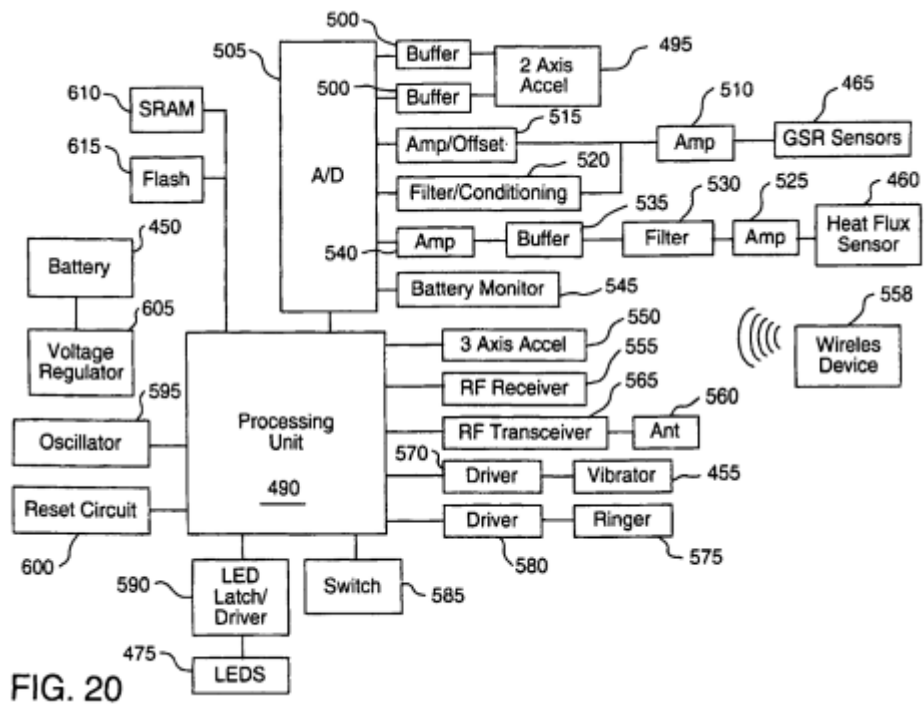 500
505
Buffer
2 Axis
Accel
495
500
Buffer
610
SRAM
510
465
515
Amp/Offset
Amp
GSR Sensors
615
Flash
A/D
520
Filter/Conditioning
535
530
525
460
450
Battery
540
Amp
Buffer
Filter
Amp
Heat Flux
Sensor
Battery Monitor
545
605
Voltage
Regulator
550
3 Axis Accel
558
Wireles
Device
555
RF Receiver
595
Oscillator
Processing
Unit
490
565
RF Transceiver
560
Ant
570
Driver
Vibrator
455
Reset Circuit
600
Driver
580
Ringer
575
590
LED
Latch/
Driver
Switch
585
475
LEDS
FIG. 20